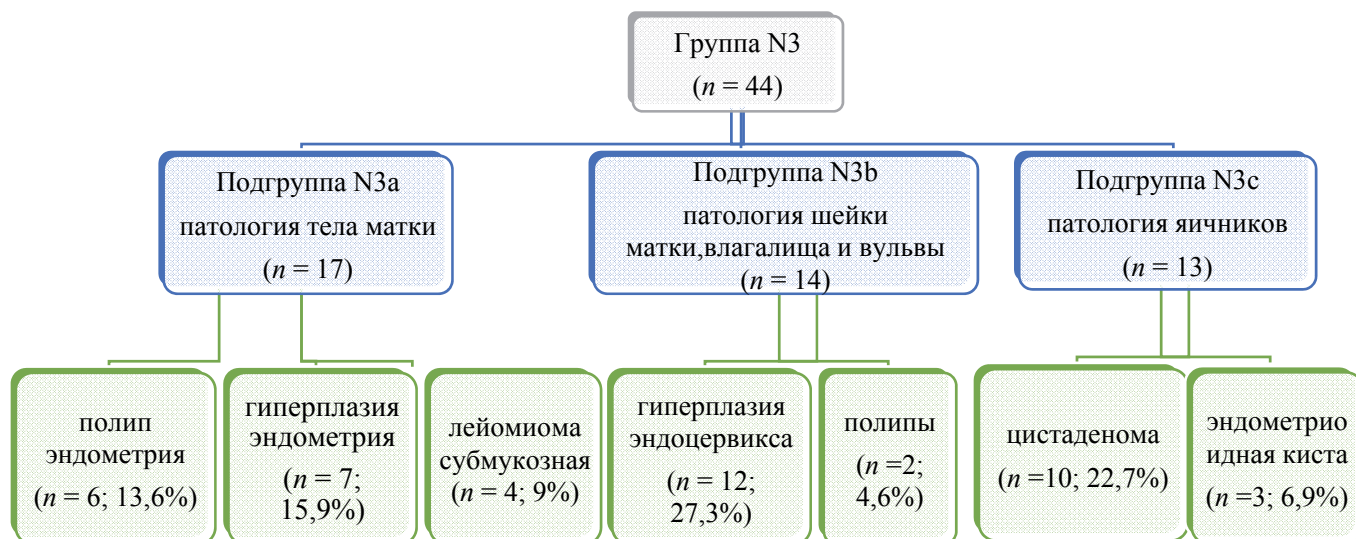 Группа N3
(n = 44)
Подгруппа N3a
патология тела матки
(n = 17)
Подгруппа N3b
патология шейки
матки,влагалища и вульвы
(n = 14)
Подгруппа N3c
патология яичников
(n = 13)
полип
эндометрия
(n = 6; 13,6%)
гиперплазия
эндометрия
(n = 7;
15,9%)
лейомиома
субмукозная
(n = 4; 9%)
гиперплазия
эндоцервикса
(n = 12;
27,3%)
полипы
(n =2;
4,6%)
цистаденома
(n =10; 22,7%)
эндометрио
идная киста
(n =3; 6,9%)